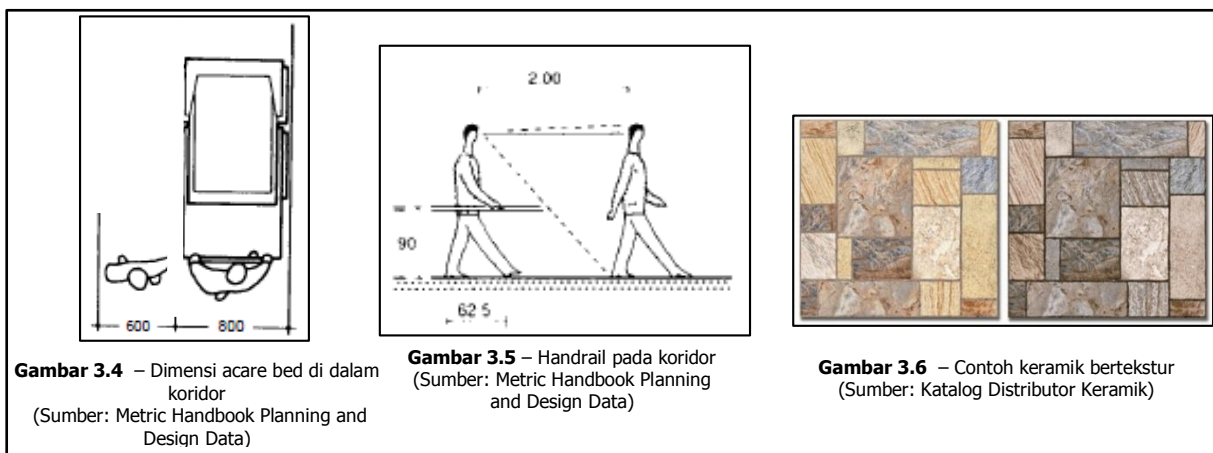 600
800
Gambar 3.4 – Dimensi acare bed di dalam
koridor
(Sumber: Metric Handbook Planning and
Design Data)
2.00
90
62 5
Gambar 3.5 – Handrail pada koridor
(Sumber: Metric Handbook Planning
and Design Data)
Gambar 3.6 – Contoh keramik bertekstur
(Sumber: Katalog Distributor Keramik)